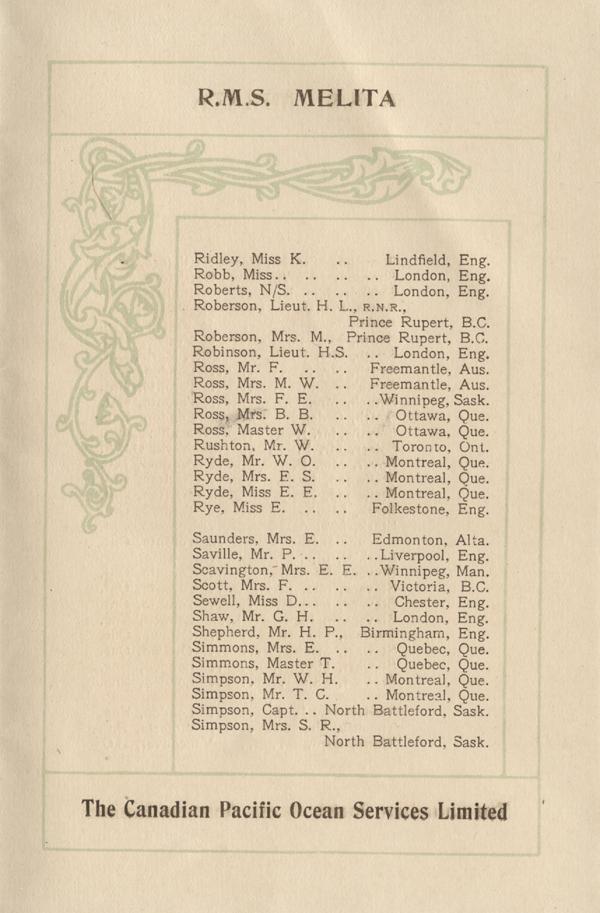 R.M.S. MELITA
Ridley, Miss K. .. Lindfield, Eng.
Robb, Miss.. .. .. .. London, Eng.
Roberts, N/S. .. .. .. London, Eng.
Roberson, Lieut. H. L., R.N.R.,
Prince Rupert, B.C.
Roberson, Mrs. M., Prince Rupert, B.C.
Robinson, Lieut. H.S. .. London, Eng.
Ross, Mr. F. .. .. Freemantle, Aus.
Ross, Mrs. M. W. .. Freemantle, Aus.
Ross, Mrs. F. E. .. ..Winnipeg, Sask.
Ross, Mrs. B. B. .. .. Ottawa, Que.
Ross, Master W. .. .. Ottawa, Que.
Rushton, Mr. W. .. .. Toronto, Ont.
Ryde, Mr. W. O. .. .. Montreal, Que.
Ryde, Mrs. E. S. .. .. Montreal, Que.
Ryde, Miss E. E. .. .. Montreal, Que.
Rye, Miss E. .. .. Folkestone, Eng.
Saunders, Mrs. E. .. Edmonton, Alta.
Saville, Mr. P. .. .. ..Liverpool, Eng.
Scavington, Mrs. E. E. ..Winnipeg, Man.
Scott, Mrs. F. .. .. .. Victoria, B.C.
Sewell, Miss D... .. .. Chester, Eng.
Shaw, Mr. G. H. .. .. London, Eng.
Shepherd, Mr. H. P., Birmingham, Eng.
Simmons, Mrs. E. .. .. Quebec, Que.
Simmons, Master T. .. Quebec, Que.
Simpson, Mr. W. H. .. Montreal, Que.
Simpson, Mr. T. C. .. Montreal, Que.
Simpson, Capt. .. North Battleford, Sask.
Simpson, Mrs. S. R.,
North Battleford, Sask.
The Canadian Pacific Ocean Services Limited